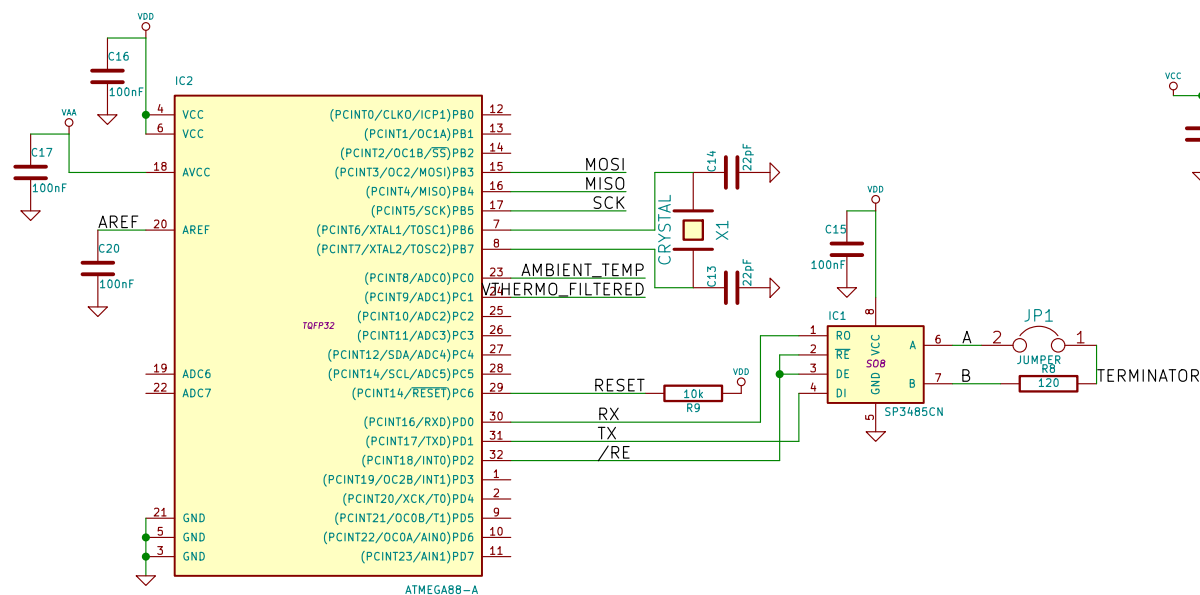 VDD
C16
100nF
VAA
C17
100nF
AREF
C20
100nF
IC2
4 VCC
6 VCC
18 AVCC
20 AREF
19 ADC6
22 ADC7
21 GND
5 GND
3 GND
TQFP32
(PCINT0/CLKO/ICP1)PB0 12
(PCINT1/OC1A)PB1 13
(PCINT2/OC1B/SS)PB2 14
(PCINT3/OC2/MOSI)PB3 15 MOSI
(PCINT4/MISO)PB4 16 MISO
(PCINT5/SCK)PB5 17 SCK
(PCINT6/XTAL1/TOSC1)PB6 7
(PCINT7/XTAL2/TOSC2)PB7 8
(PCINT8/ADC0)PC0 23 AMBIENT_TEMP
(PCINT9/ADC1)PC1 24 VTHERMO_FILTERED
(PCINT10/ADC2)PC2 25
(PCINT11/ADC3)PC3 26
(PCINT12/SDA/ADC4)PC4 27
(PCINT14/SCL/ADC5)PC5 28
(PCINT14/RESET)PC6 29 RESET
(PCINT16/RXD)PD0 30 RX
(PCINT17/TXD)PD1 31 TX
(PCINT18/INT0)PD2 32 /RE
(PCINT19/OC2B/INT1)PD3 1
(PCINT20/XCK/T0)PD4 2
(PCINT21/OC0B/T1)PD5 9
(PCINT22/OC0A/AIN0)PD6 10
(PCINT23/AIN1)PD7 11
ATMEGA88-A
C14
22pF
CRYSTAL
X1
C13
22pF
10k
R9
VDD
VDD
C15
100nF
IC1
8
VCC
1 RO
2 RE
3 DE
4 DI
SO8
A 6 A
B 7 B
GND
5
SP3485CN
JP1
2 1
JUMPER
R8
120
TERMINATOR
VCC